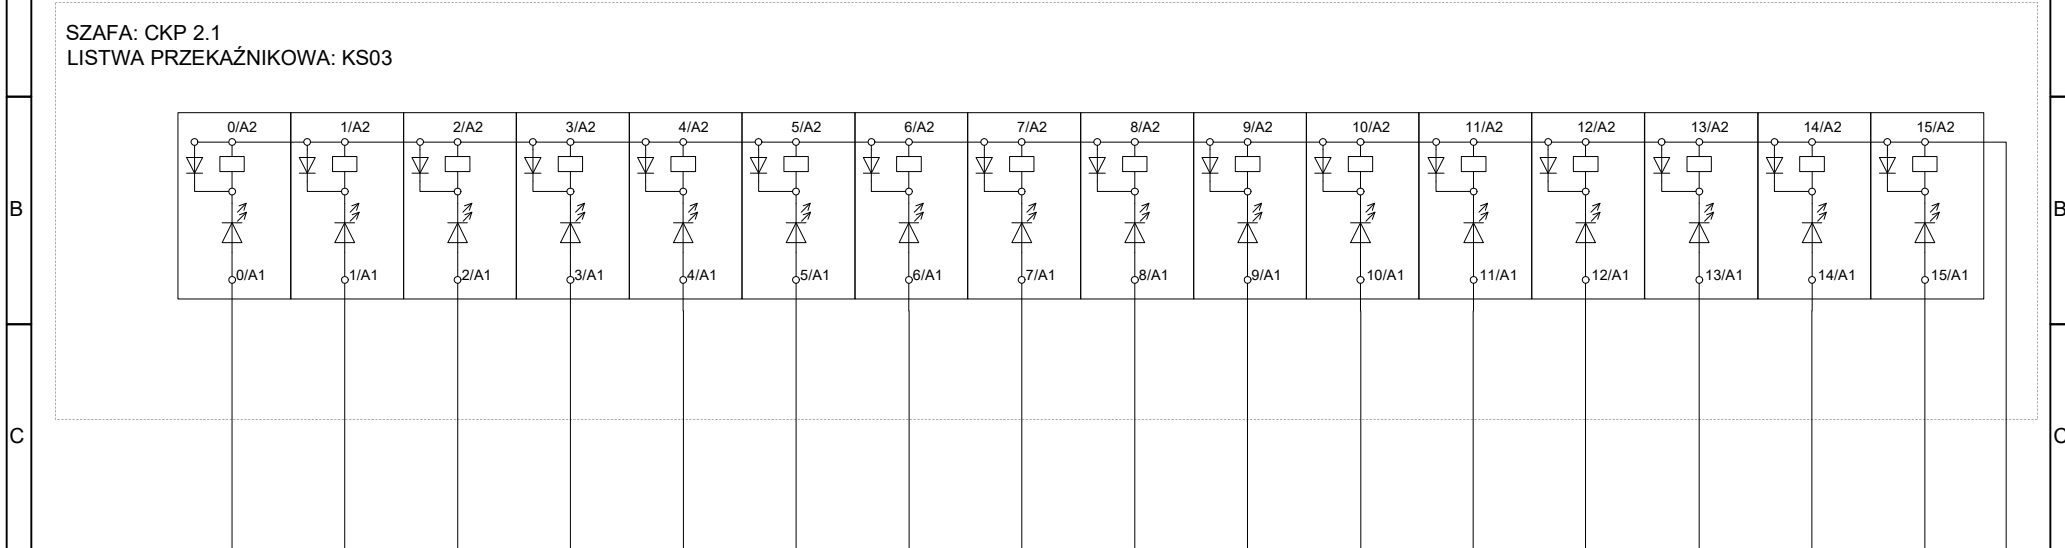 SZAFA: CKP 2.1
LISTWA PRZEKAŹNIKOWA: KS03
0/A2 1/A2 2/A2 3/A2 4/A2 5/A2 6/A2 7/A2 8/A2 9/A2 10/A2 11/A2 12/A2 13/A2 14/A2 15/A2
B B
0/A1 1/A1 2/A1 3/A1 4/A1 5/A1 6/A1 7/A1 8/A1 9/A1 10/A1 11/A1 12/A1 13/A1 14/A1 15/A1
C C